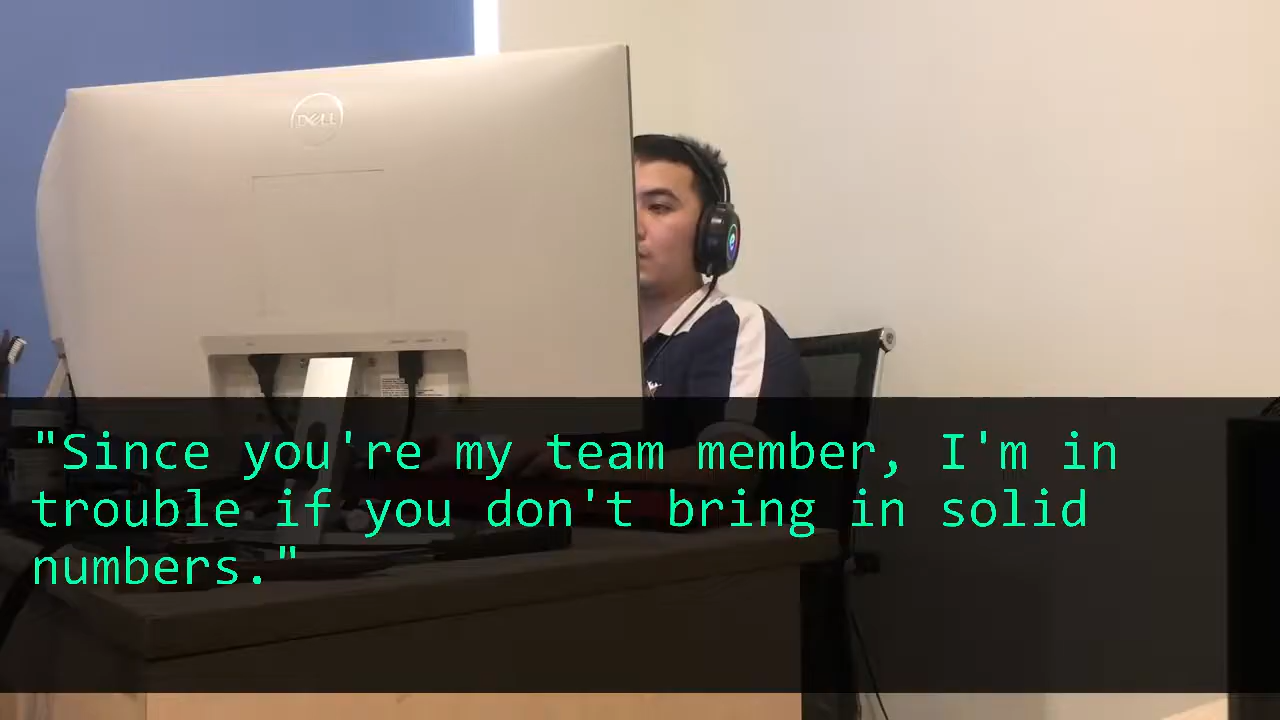 DELL
"Since you're my team member, I'm in
trouble if you don't bring in solid
numbers."